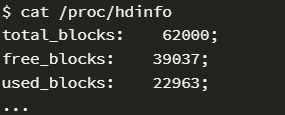 $ cat /proc/hdinfo
total_blocks:    62000;
free_blocks:    39037;
used_blocks:    22963;
...